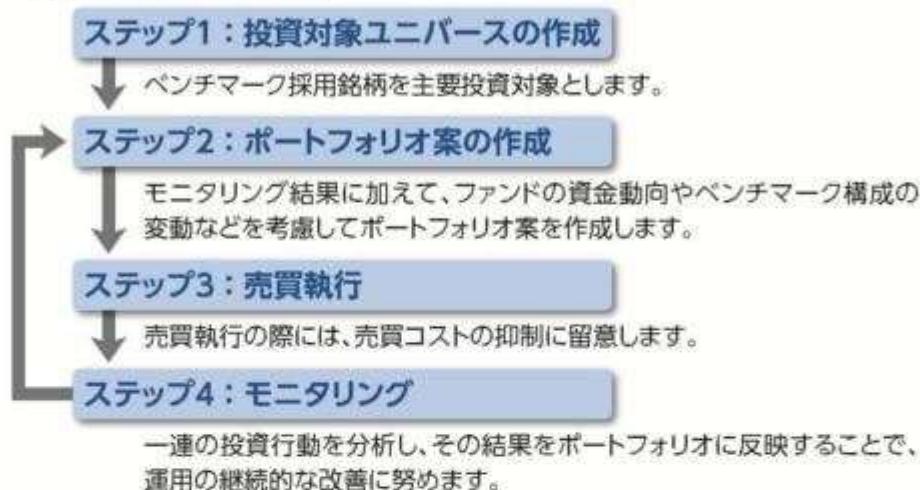 ステップ1：投資対象ユニバースの作成
ベンチマーク採用銘柄を主要投資対象とします。
ステップ2：ポートフォリオ案の作成
モニタリング結果に加えて、ファンドの資金動向やベンチマーク構成の
変動などを考慮してポートフォリオ案を作成します。
ステップ3：売買執行
売買執行の際には、売買コストの抑制に留意します。
ステップ4：モニタリング
一連の投資行動を分析し、その結果をポートフォリオに反映することで、
運用の継続的な改善に努めます。